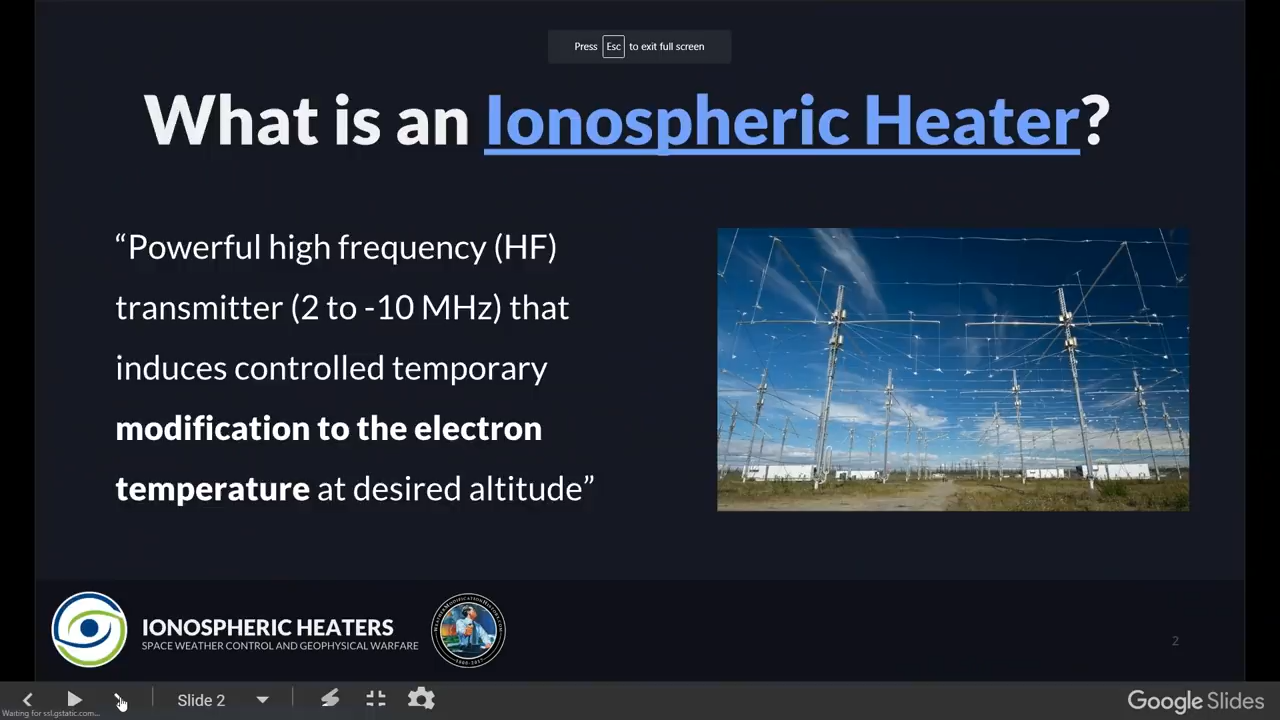 Press Esc to exit full screen
What is an Ionospheric Heater?
“Powerful high frequency (HF)
transmitter (2 to -10 MHz) that
induces controlled temporary
modification to the electron
temperature at desired altitude”
IONOSPHERIC HEATERS
SPACE WEATHER CONTROL AND GEOPHYSICAL WARFARE
2
Slide 2
Google Slides
Waiting for ssl.gstatic.com...